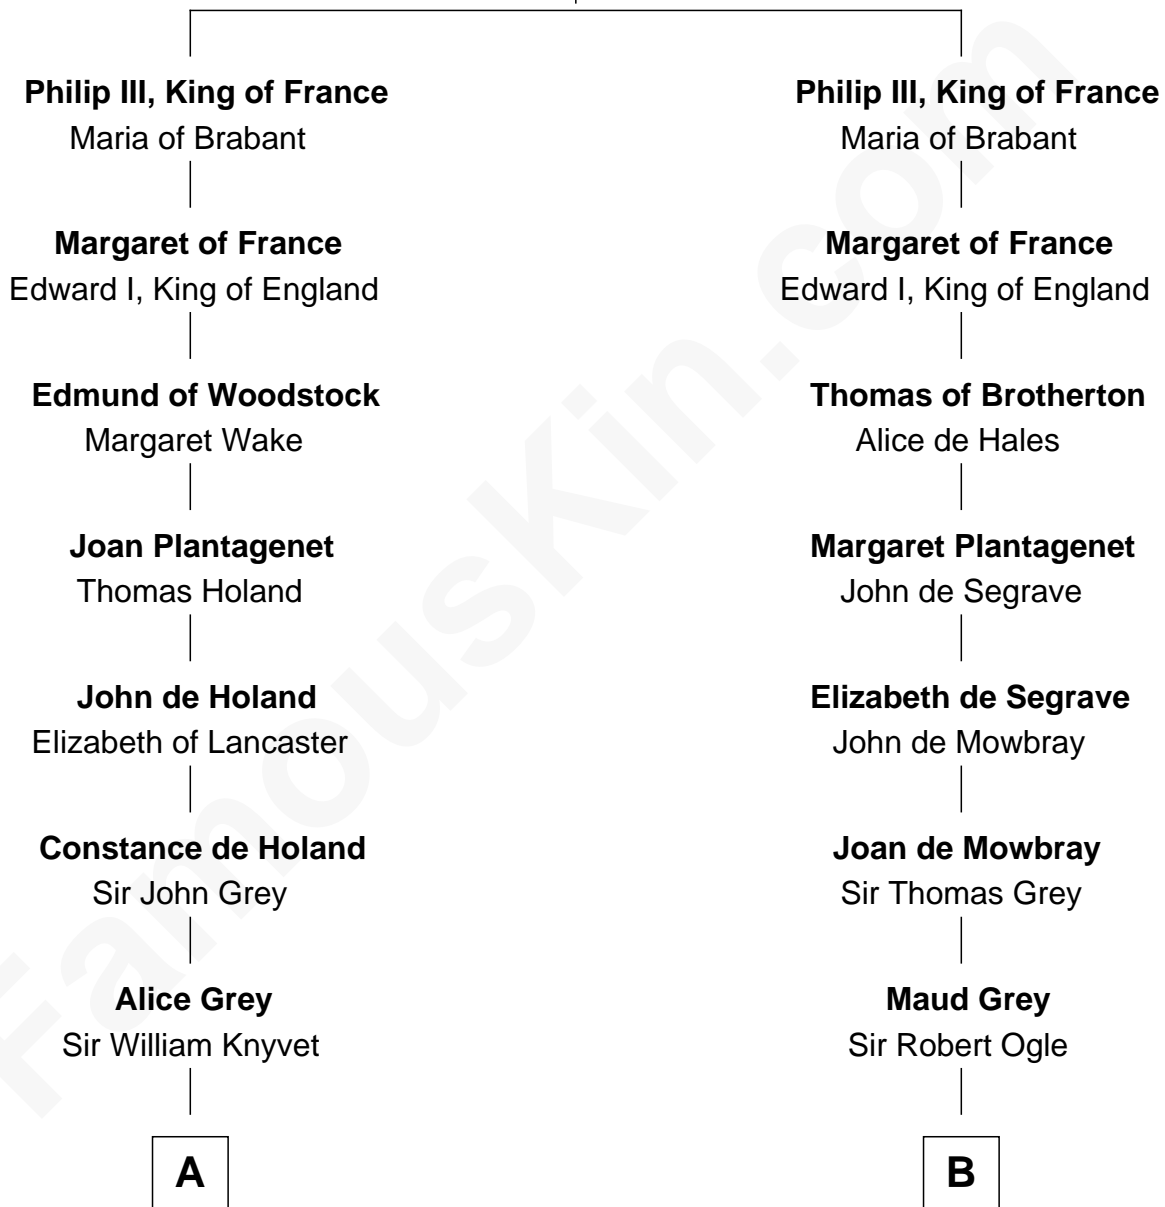 Philip III, King of France
Maria of Brabant
Margaret of France
Edward I, King of England
Edmund of Woodstock
Margaret Wake
Joan Plantagenet
Thomas Holand
John de Holand
Elizabeth of Lancaster
Constance de Holand
Sir John Grey
Alice Grey
Sir William Knyvet
A
Philip III, King of France
Maria of Brabant
Margaret of France
Edward I, King of England
Thomas of Brotherton
Alice de Hales
Margaret Plantagenet
John de Segrave
Elizabeth de Segrave
John de Mowbray
Joan de Mowbray
Sir Thomas Grey
Maud Grey
Sir Robert Ogle
B
FamousKin.com